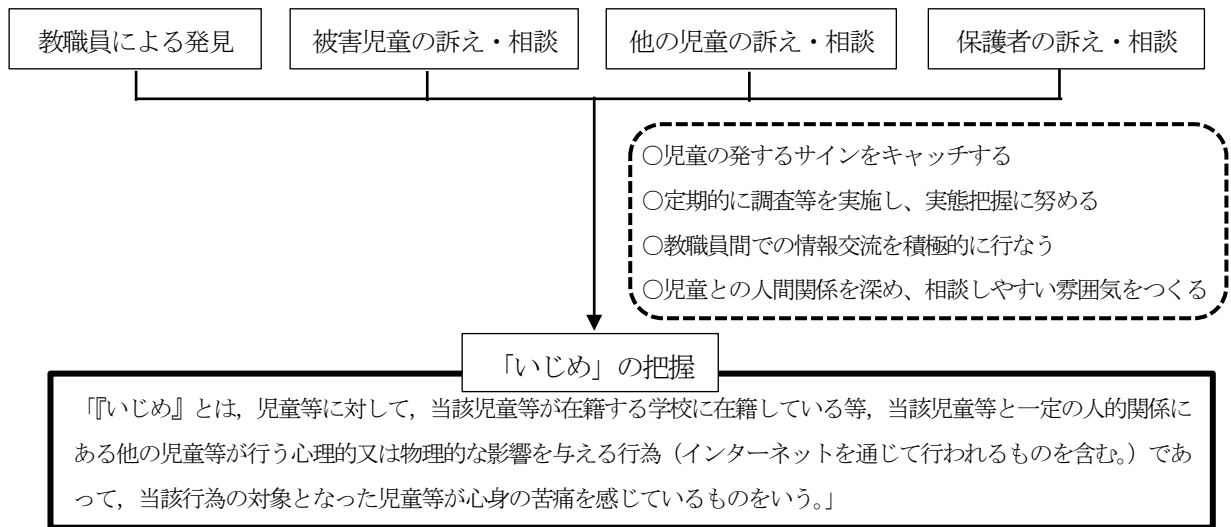 教職員による発見
被害児童の訴え・相談
他の児童の訴え・相談
保護者の訴え・相談
○児童の発するサインをキャッチする
○定期的に調査等を実施し、実態把握に努める
○教職員間での情報交流を積極的に行なう
○児童との人間関係を深め、相談しやすい雰囲気をつくる
「いじめ」の把握
「『いじめ』とは，児童等に対して，当該児童等が在籍する学校に在籍している等，当該児童等と一定の人的関係に
ある他の児童等が行う心理的又は物理的な影響を与える行為（インターネットを通じて行われるものを含む。）であ
って，当該行為の対象となった児童等が心身の苦痛を感じているものをいう。」